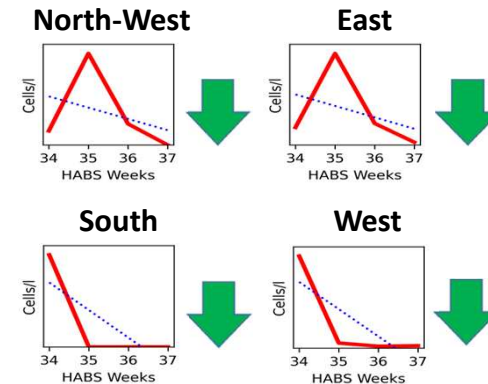 North-West
Cells/l
34 35 36 37
HABS Weeks
East
Cells/l
34 35 36 37
HABS Weeks
South
Cells/l
34 35 36 37
HABS Weeks
West
Cells/l
34 35 36 37
HABS Weeks